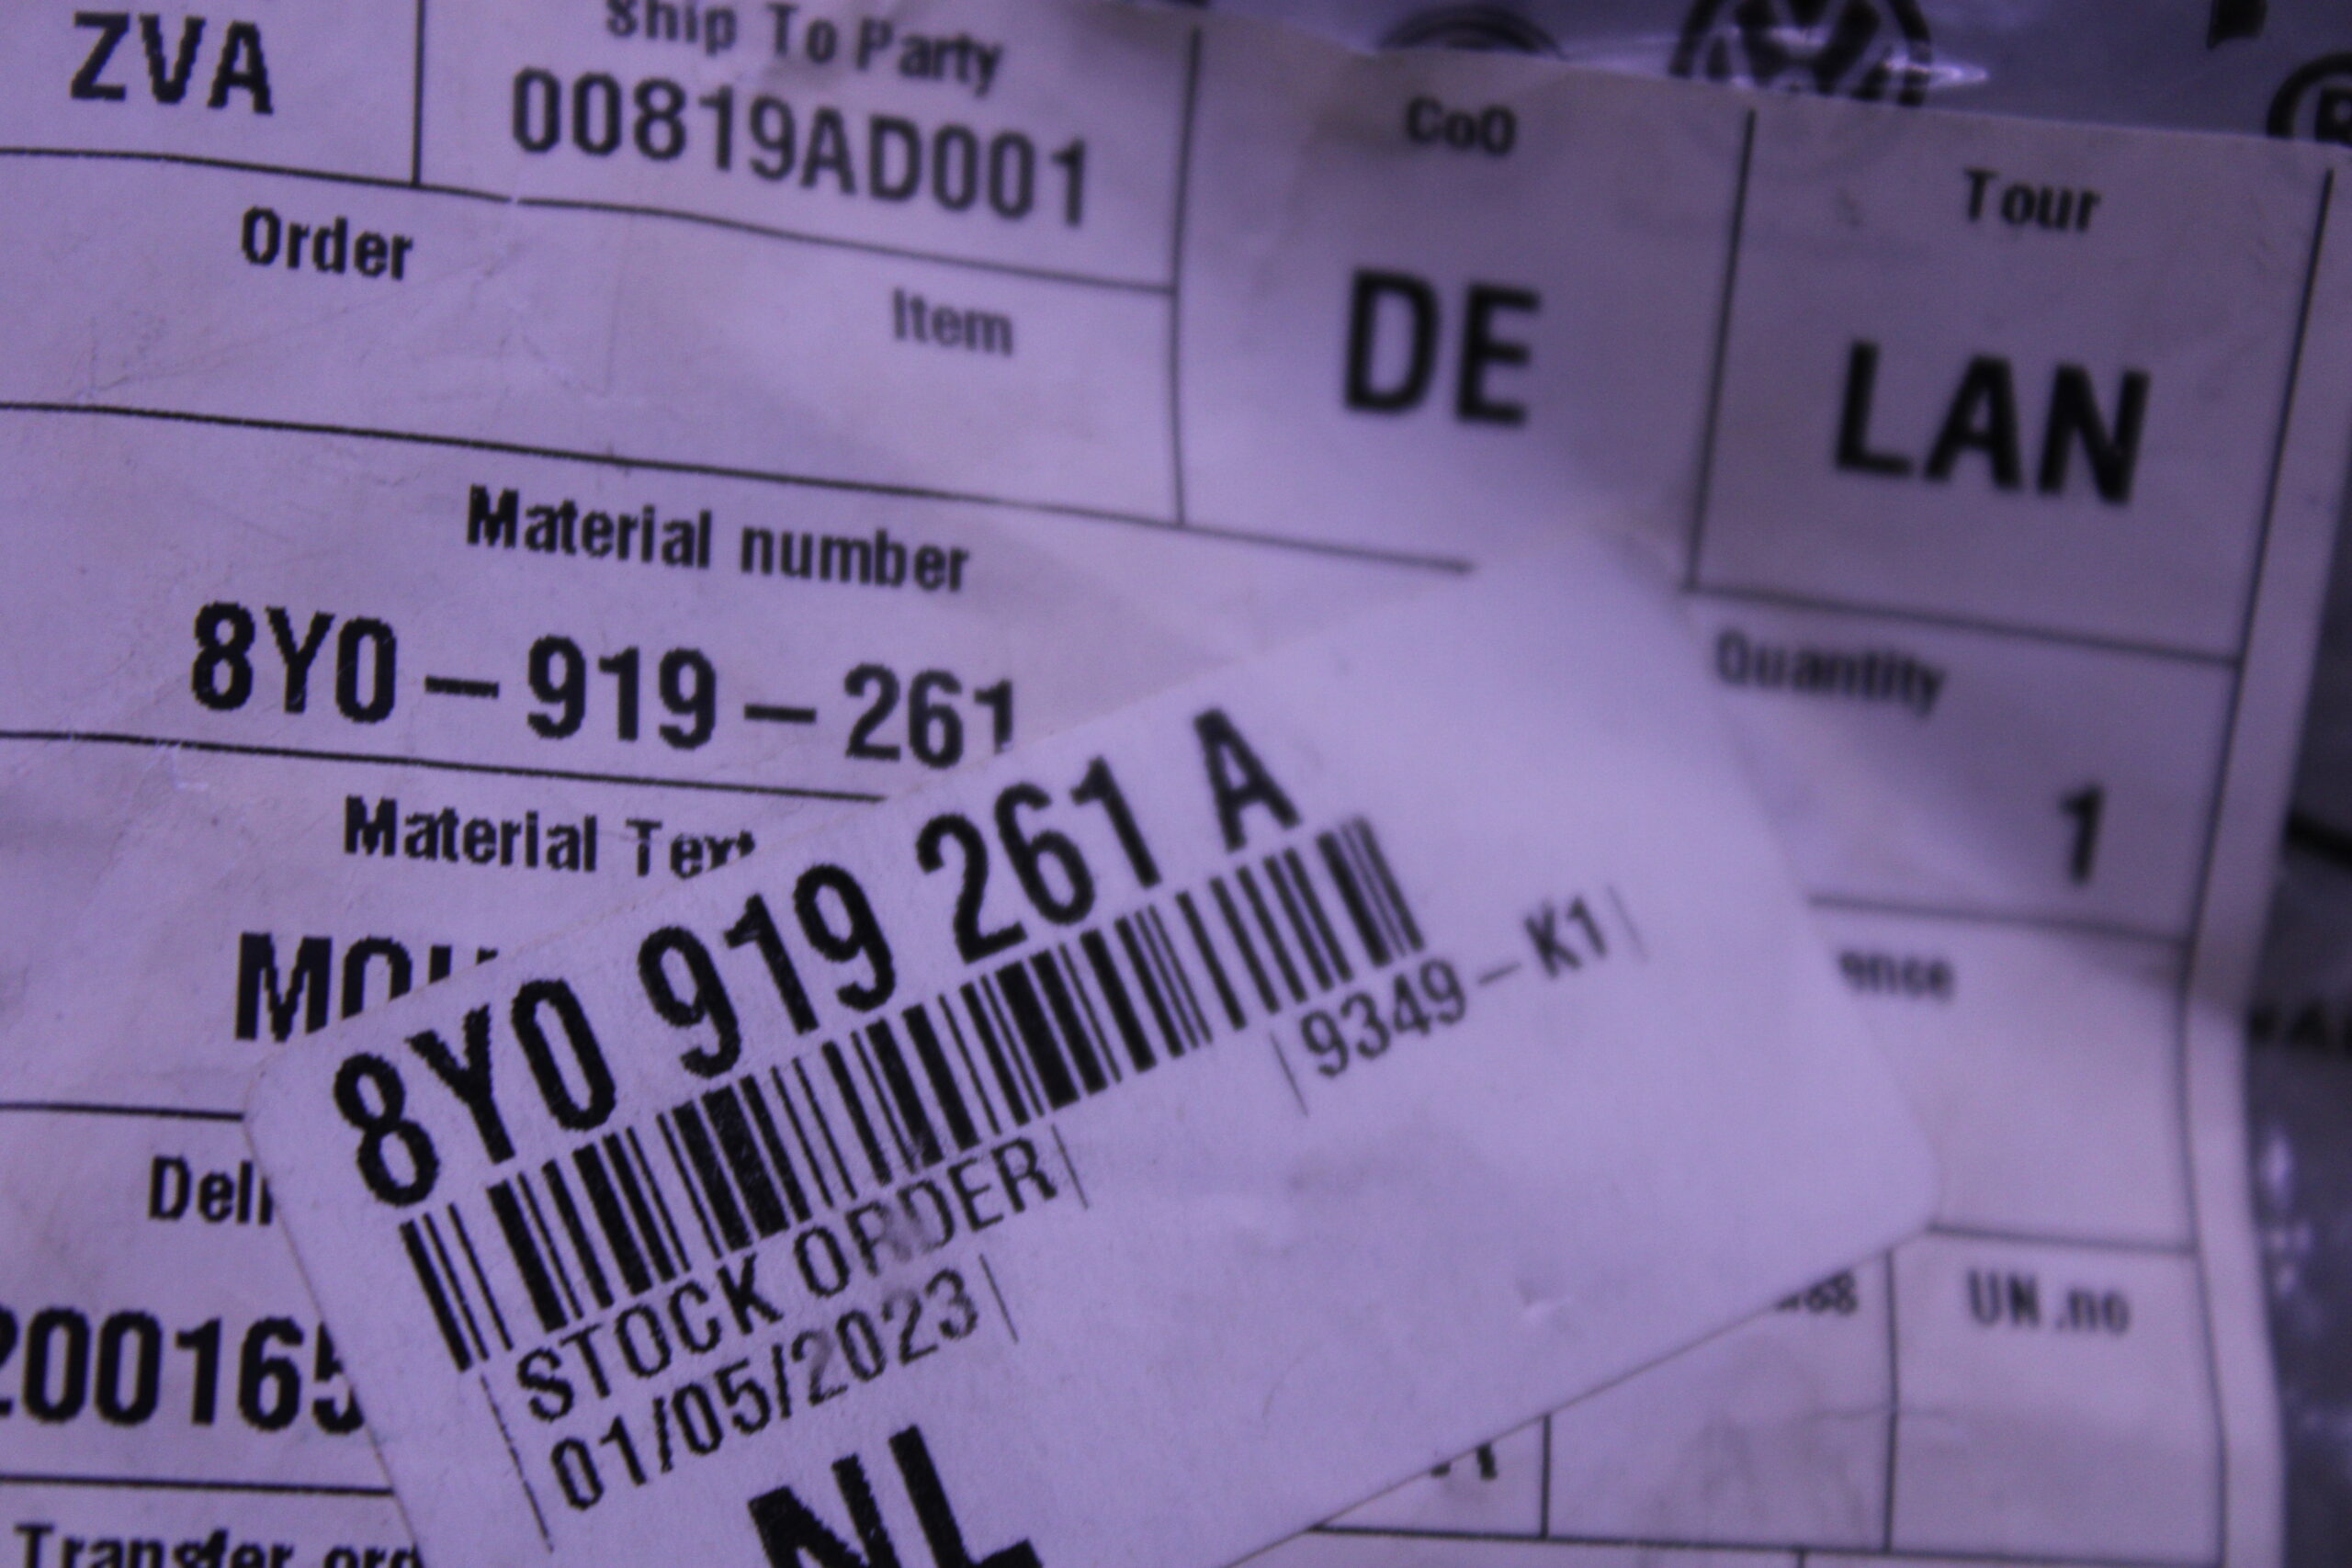 ZVA
Ship To Party
00819AD001
CoO
DE
Tour
LAN
Order
Item
Material number
8Y0-919-261
Quantity
1
Material Text
8Y0 919 261 A
9349-K1
STOCK ORDER
01/05/2023
NL
UN.no